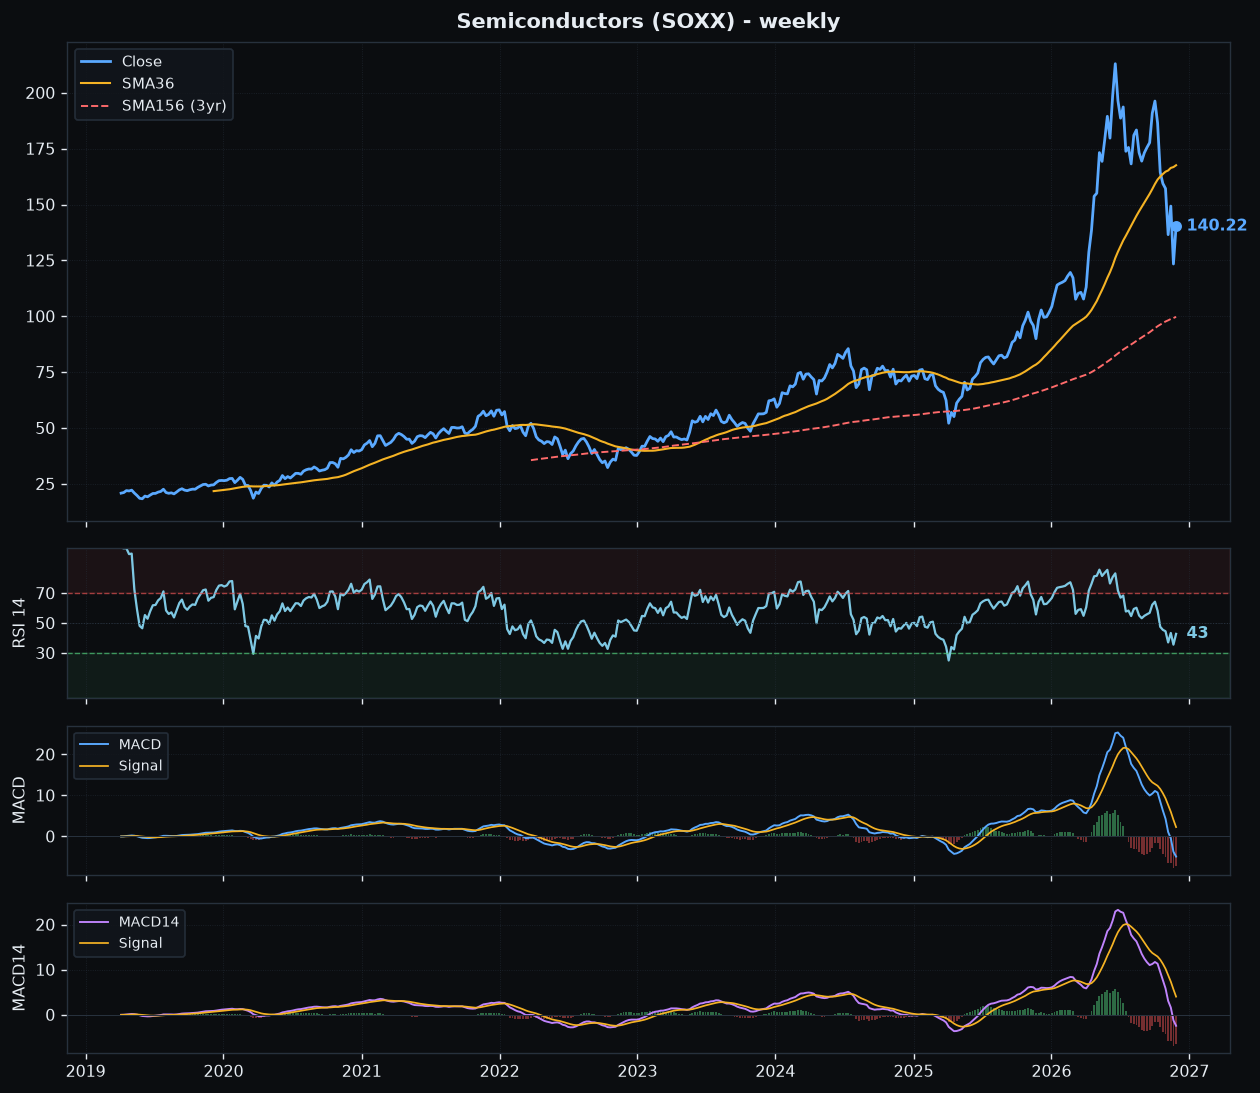 Semiconductors (SOXX) - weekly
Close
SMA36
SMA156 (3yr)
200
175
150
125
100
75
50
25
140.22
RSI 14
70
50
30
43
MACD
MACD
Signal
20
10
0
MACD14
MACD14
Signal
20
10
0
2019 2020 2021 2022 2023 2024 2025 2026 2027